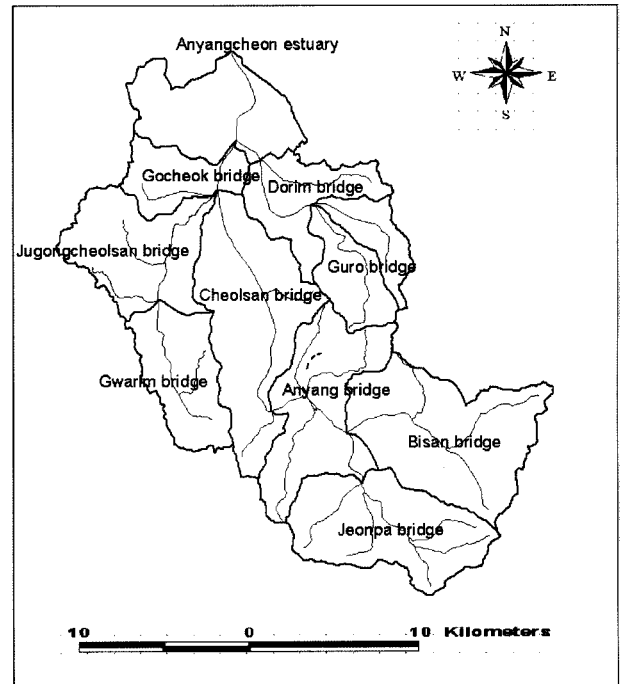 Anyangcheon estuary
N
W E
S
Gocheok bridge
Dorim bridge
Jugongcheolsan bridge
Guro bridge
Cheolsan bridge
Gwarim bridge
Anyang bridge
Bisan bridge
Jeonpa bridge
10 0 10 Kilometers